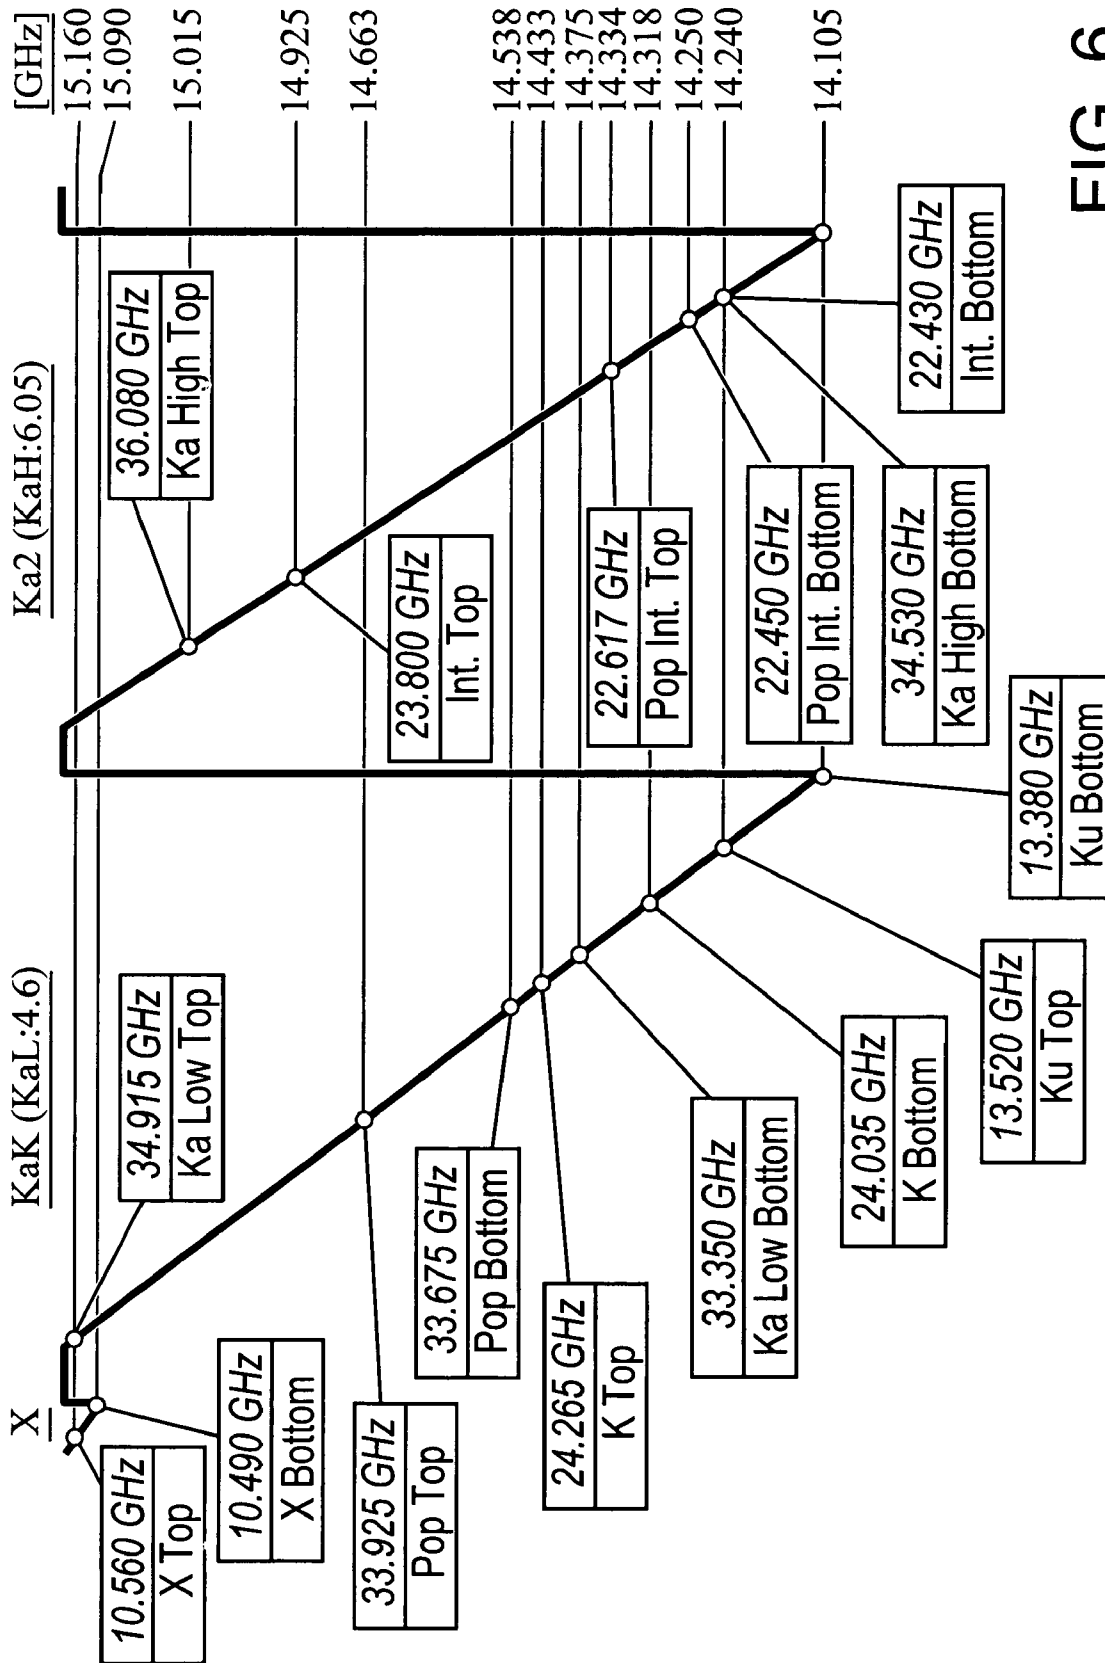 X
KaK (KaL:4.6)
Ka2 (KaH:6.05)
[GHz]
15.160
15.090
15.015
14.925
14.663
14.538
14.433
14.375
14.334
14.318
14.250
14.240
14.105
10.560 GHz
X Top
10.490 GHz
X Bottom
34.915 GHz
Ka Low Top
33.925 GHz
Pop Top
33.675 GHz
Pop Bottom
24.265 GHz
K Top
33.350 GHz
Ka Low Bottom
24.035 GHz
K Bottom
13.520 GHz
Ku Top
13.380 GHz
Ku Bottom
36.080 GHz
Ka High Top
23.800 GHz
Int. Top
22.617 GHz
Pop Int. Top
22.450 GHz
Pop Int. Bottom
34.530 GHz
Ka High Bottom
22.430 GHz
Int. Bottom
FIG 6